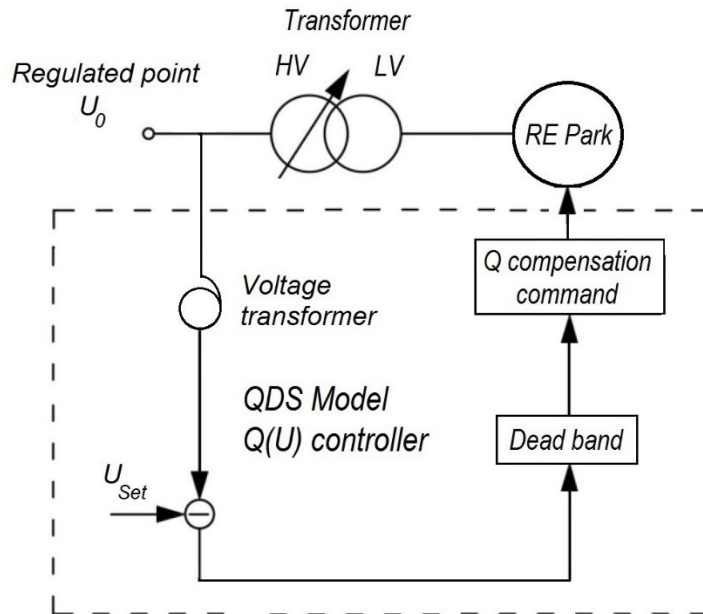 Transformer
Regulated point
U0
HV
LV
RE Park
Q compensation
command
Voltage
transformer
QDS Model
Q(U) controller
Dead band
USet